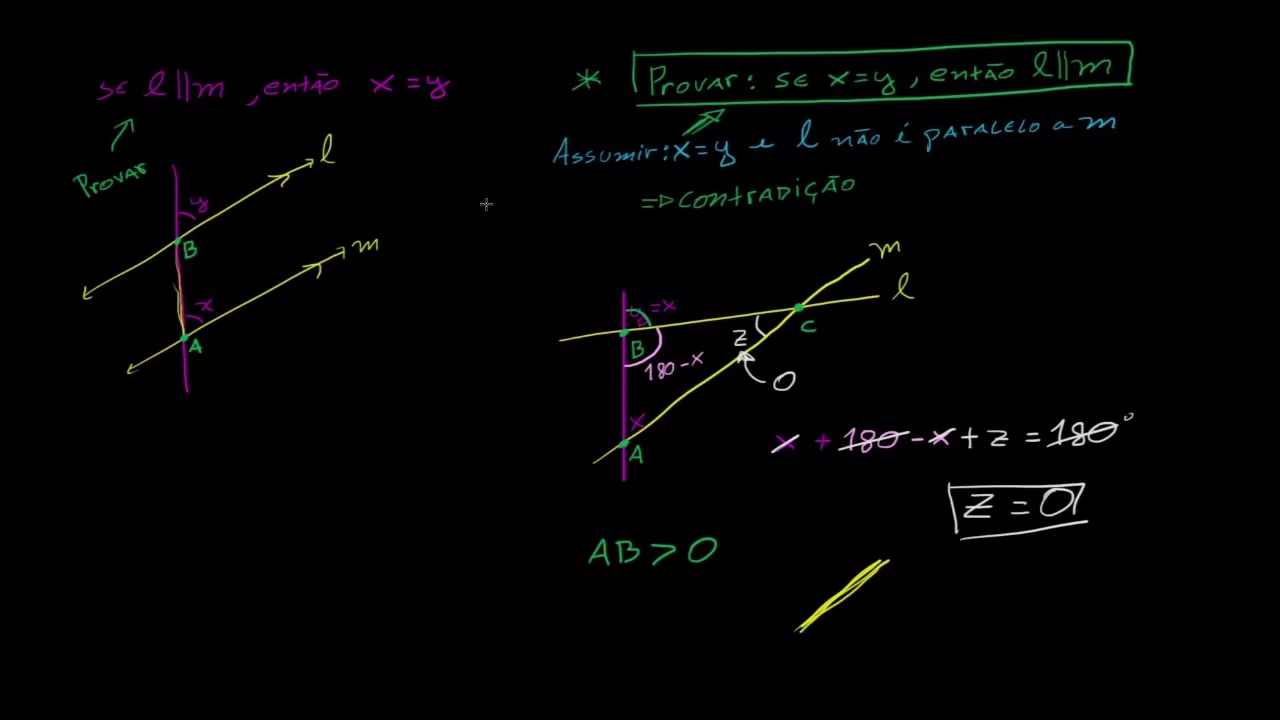 se l || m , então x = y
Provar
l
y
B
m
x
A
* Provar: se x = y , então l || m
Assumir: x = y e l não é paralelo a m
=> contradição
m
l
y = x
B
C
z
180 - x
0
x
A
x + 180 - x + z = 180°
z = 0
AB > 0